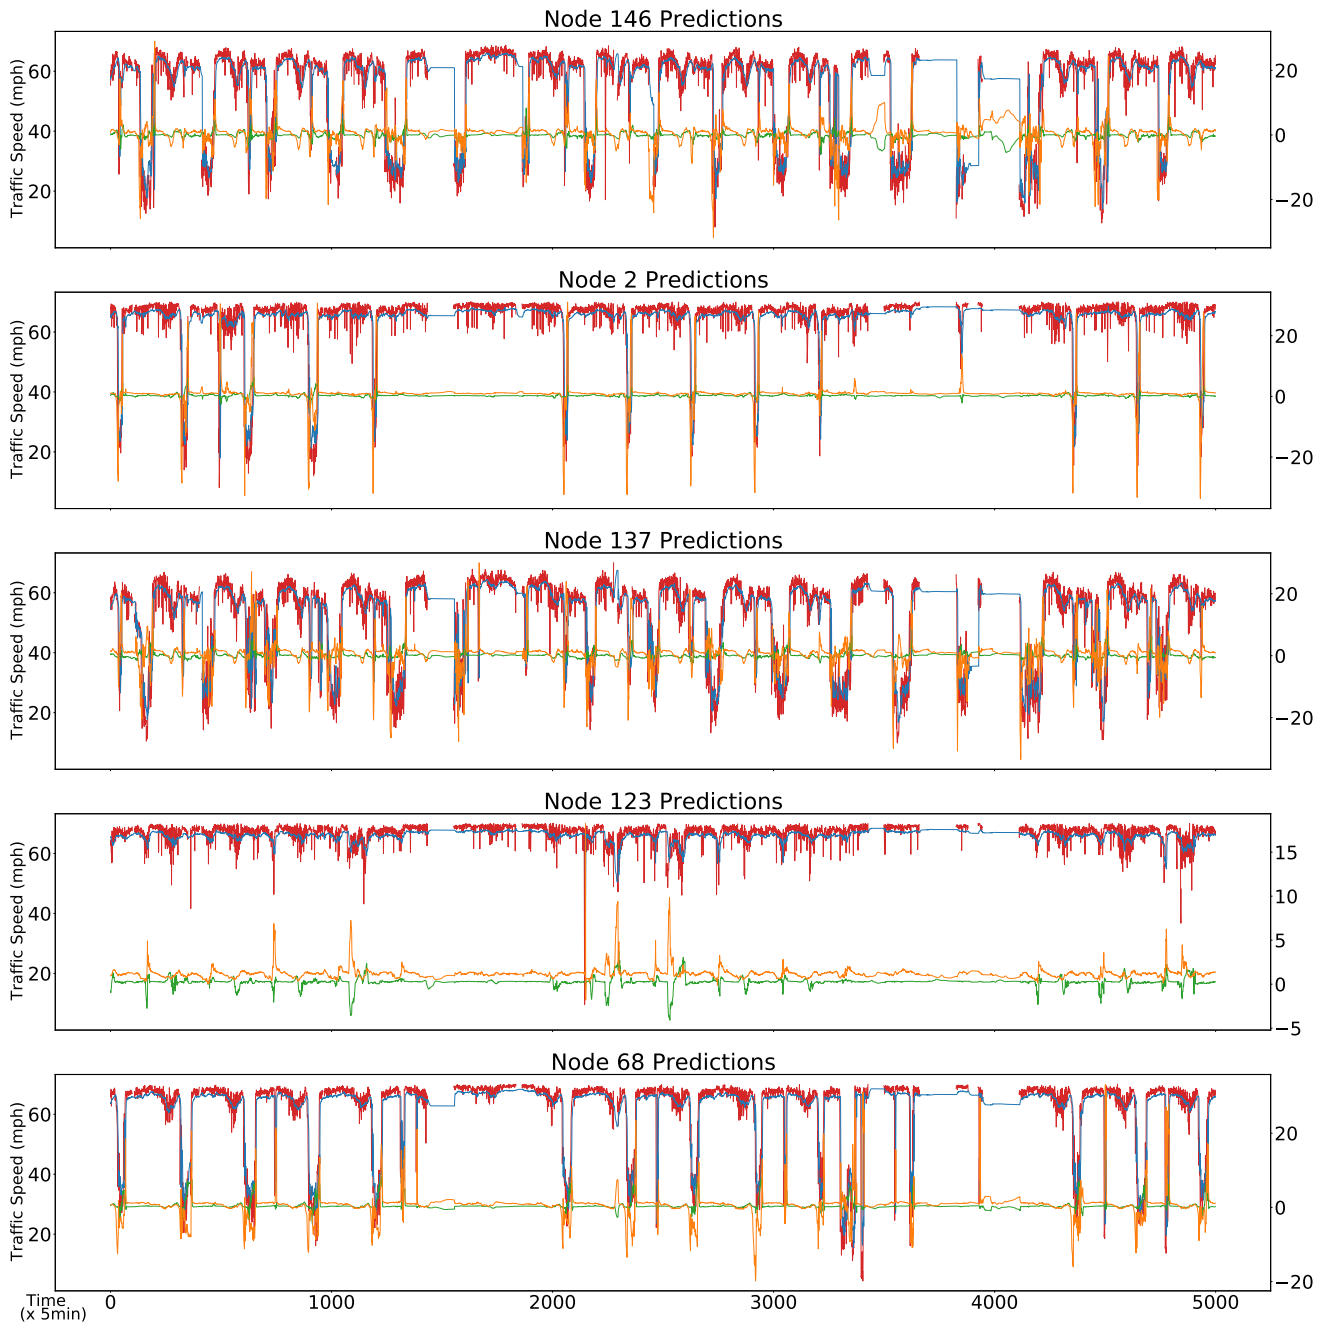 Node 146 Predictions
Traffic Speed (mph)
60
40
20
20
0
−20
Node 2 Predictions
Traffic Speed (mph)
60
40
20
20
0
−20
Node 137 Predictions
Traffic Speed (mph)
60
40
20
20
0
−20
Node 123 Predictions
Traffic Speed (mph)
60
40
20
15
10
5
0
−5
Node 68 Predictions
Traffic Speed (mph)
60
40
20
20
0
−20
Time
(x 5min)
0 1000 2000 3000 4000 5000